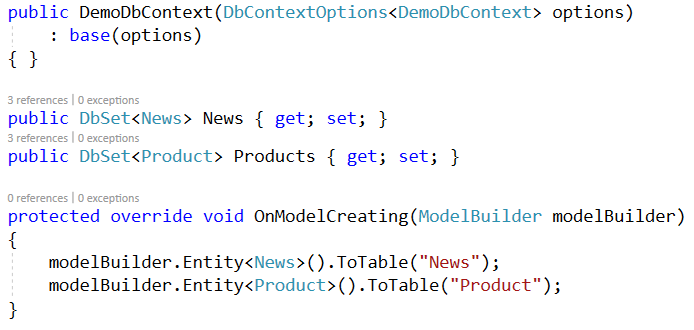 public DemoDbContext(DbContextOptions<DemoDbContext> options)
: base(options)
{ }
3 references | 0 exceptions
public DbSet<News> News { get; set; }
3 references | 0 exceptions
public DbSet<Product> Products { get; set; }
0 references | 0 exceptions
protected override void OnModelCreating(ModelBuilder modelBuilder)
{
modelBuilder.Entity<News>().ToTable("News");
modelBuilder.Entity<Product>().ToTable("Product");
}